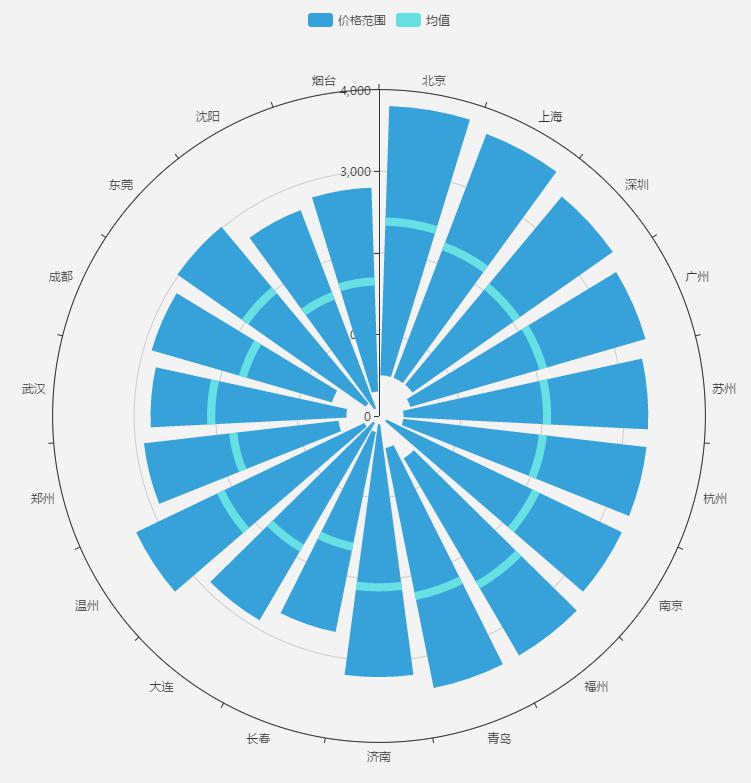 价格范围 均值
4,000
3,000
0
北京
上海
深圳
广州
苏州
杭州
南京
福州
青岛
济南
长春
大连
温州
郑州
武汉
成都
东莞
沈阳
烟台